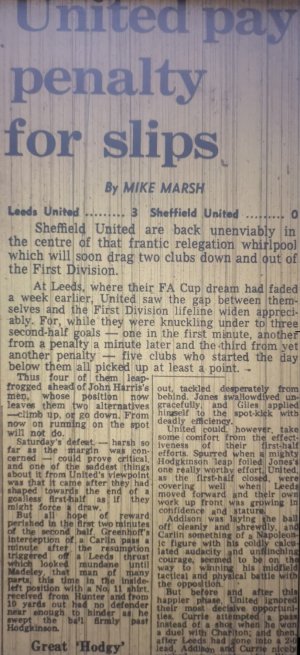 United pay
penalty
for slips
By MIKE MARSH
Leeds United ......... 3 Sheffield United ......... 0
Sheffield United are back unenviably in
the centre of that frantic relegation whirlpool
which will soon drag two clubs down and out of
the First Division.
At Leeds, where their FA Cup dream had faded
a week earlier, United saw the gap between them-
selves and the First Division lifeline widen appreci-
ably. For, while they were knuckling under to three
second-half goals — one in the first minute, another
from a penalty a minute later and the third from yet
another penalty — five clubs who started the day
below them all picked up at least a point.
Thus four of them leap-
frogged ahead of John Harris's
men, whose position now
leaves them two alternatives
—climb up, or go down. From
now on running on the spot
will not do.
Saturday's defeat — harsh so
far as the margin was con-
cerned — could prove critical,
and one of the saddest things
about it from United's viewpoint
was that it came after they had
shaped towards the end of a
goalless first-half as if they
might force a draw.
But all hope of reward
perished in the first two minutes
of the second half. Greenhoff's
interception of a Carlin pass a
minute after the resumption
triggered off a Leeds thrust
which looked mundane until
Madeley, that man of many
parts, this time in the inside-
left position with a No. 11 shirt,
received from Hunter and from
19 yards out had no defender
near enough to hinder as he
swept the ball firmly past
Hodgkinson.
Great 'Hodgy'
out, tackled desperately from
behind. Jones swallowdived un-
gracefully, and Giles applied
himself to the spot-kick with
deadly efficiency.
United could, however, take
some comfort from the effect-
iveness of their first-half
efforts. Spurred when a mighty
Hodgkinson leap foiled Jones's
one really worthy effort, United,
as the first-half closed, were
covering well when Leeds
moved forward and their own
work up front was growing in
confidence and stature.
Addison was laying the ball
off cleanly and shrewdly, and
Carlin something of a Napoleon-
ic figure with his coldly calcu-
lated audacity and unflinching
courage, seemed to be on the
way to winning his midfield
tactical and physical battle with
the opposition.
But before and after this
happier phase, United ignored
their most decisive opportuni-
ties. Currie attempted a pass
instead of a shot when he won
a duel with Charlton; and then
after Leeds had gone into a 2-0
lead, Addison, and Currie nicely